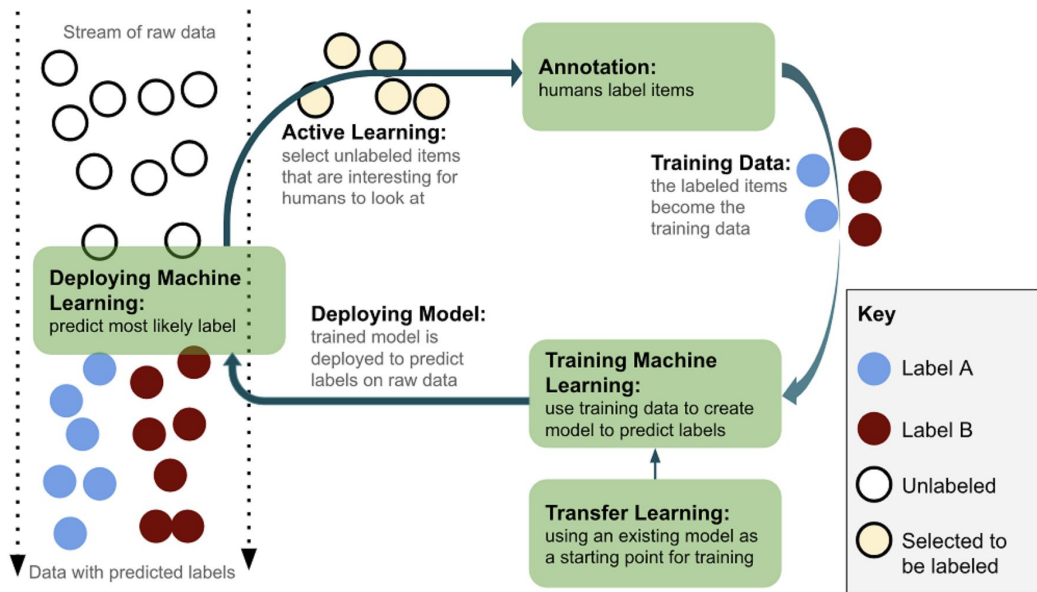 Stream of raw data
Active Learning:
select unlabeled items
that are interesting for
humans to look at
Annotation:
humans label items
Training Data:
the labeled items
become the
training data
Deploying Machine
Learning:
predict most likely label
Deploying Model:
trained model is
deployed to predict
labels on raw data
Training Machine
Learning:
use training data to create
model to predict labels
Transfer Learning:
using an existing model as
a starting point for training
Data with predicted labels
Key
Label A
Label B
Unlabeled
Selected to
be labeled